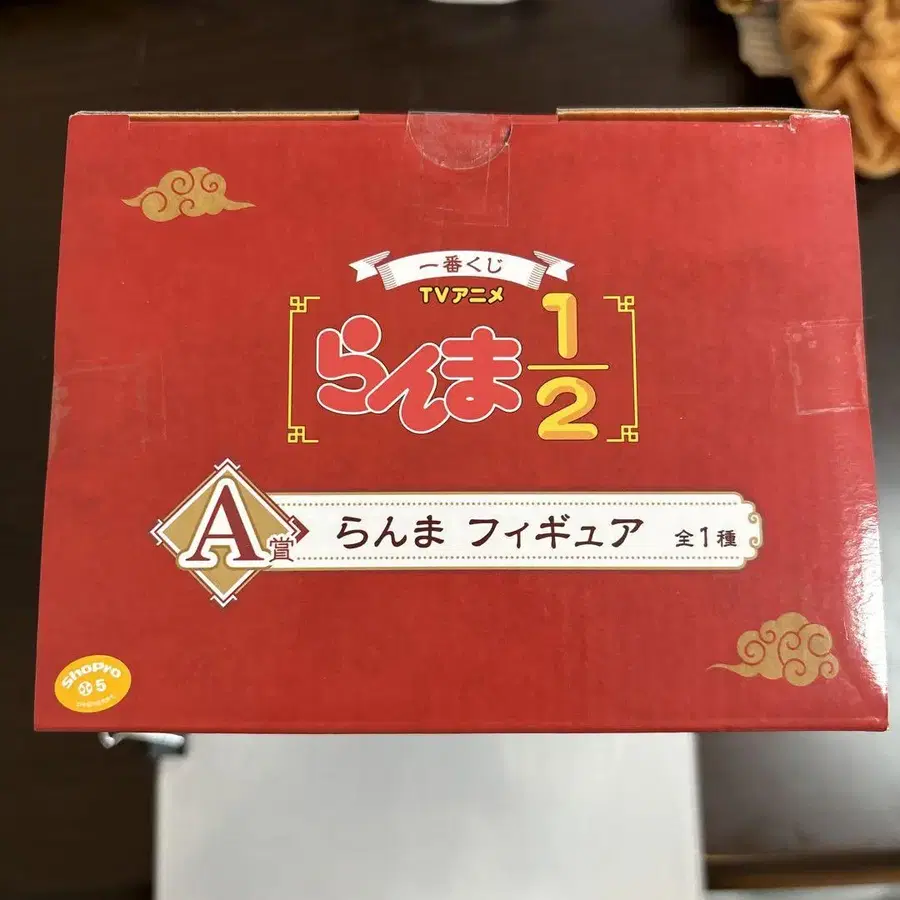 一番くじ
TVアニメ
らんま1/2
A賞 らんま フィギュア 全1種
ShoPro
5